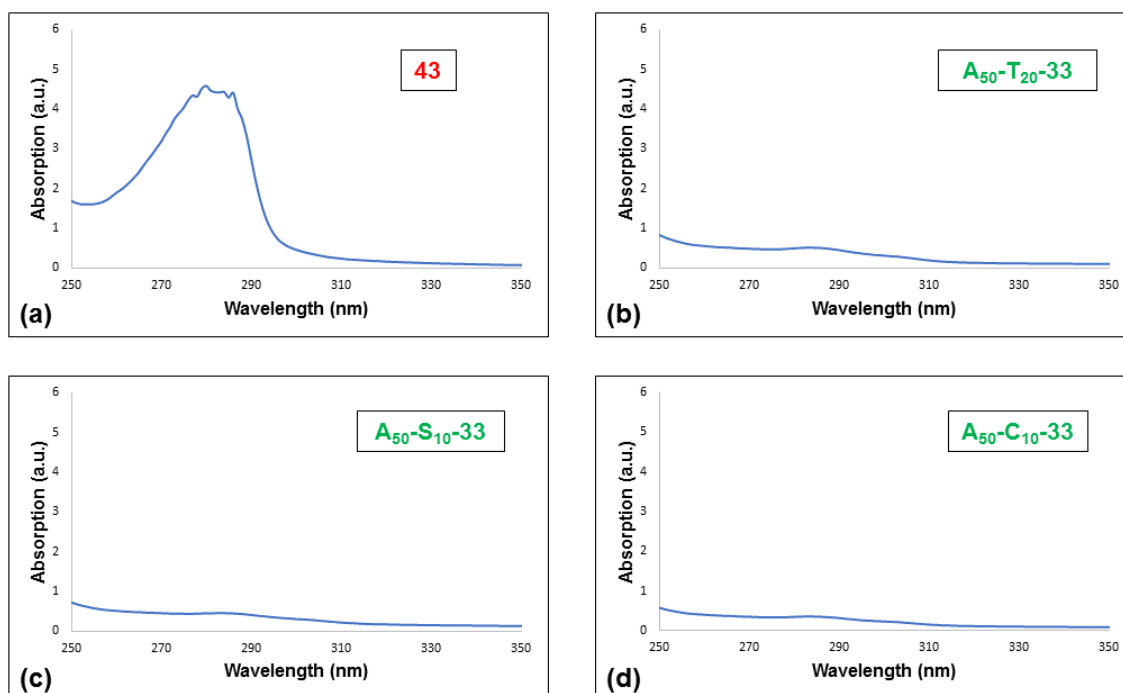 6
5
4
3
2
1
0
Absorption (a.u.)
43
250 270 290 310 330 350
Wavelength (nm)
(a)
6
5
4
3
2
1
0
Absorption (a.u.)
A₅₀-T₂₀-33
250 270 290 310 330 350
Wavelength (nm)
(b)
6
5
4
3
2
1
0
Absorption (a.u.)
A₅₀-S₁₀-33
250 270 290 310 330 350
Wavelength (nm)
(c)
6
5
4
3
2
1
0
Absorption (a.u.)
A₅₀-C₁₀-33
250 270 290 310 330 350
Wavelength (nm)
(d)